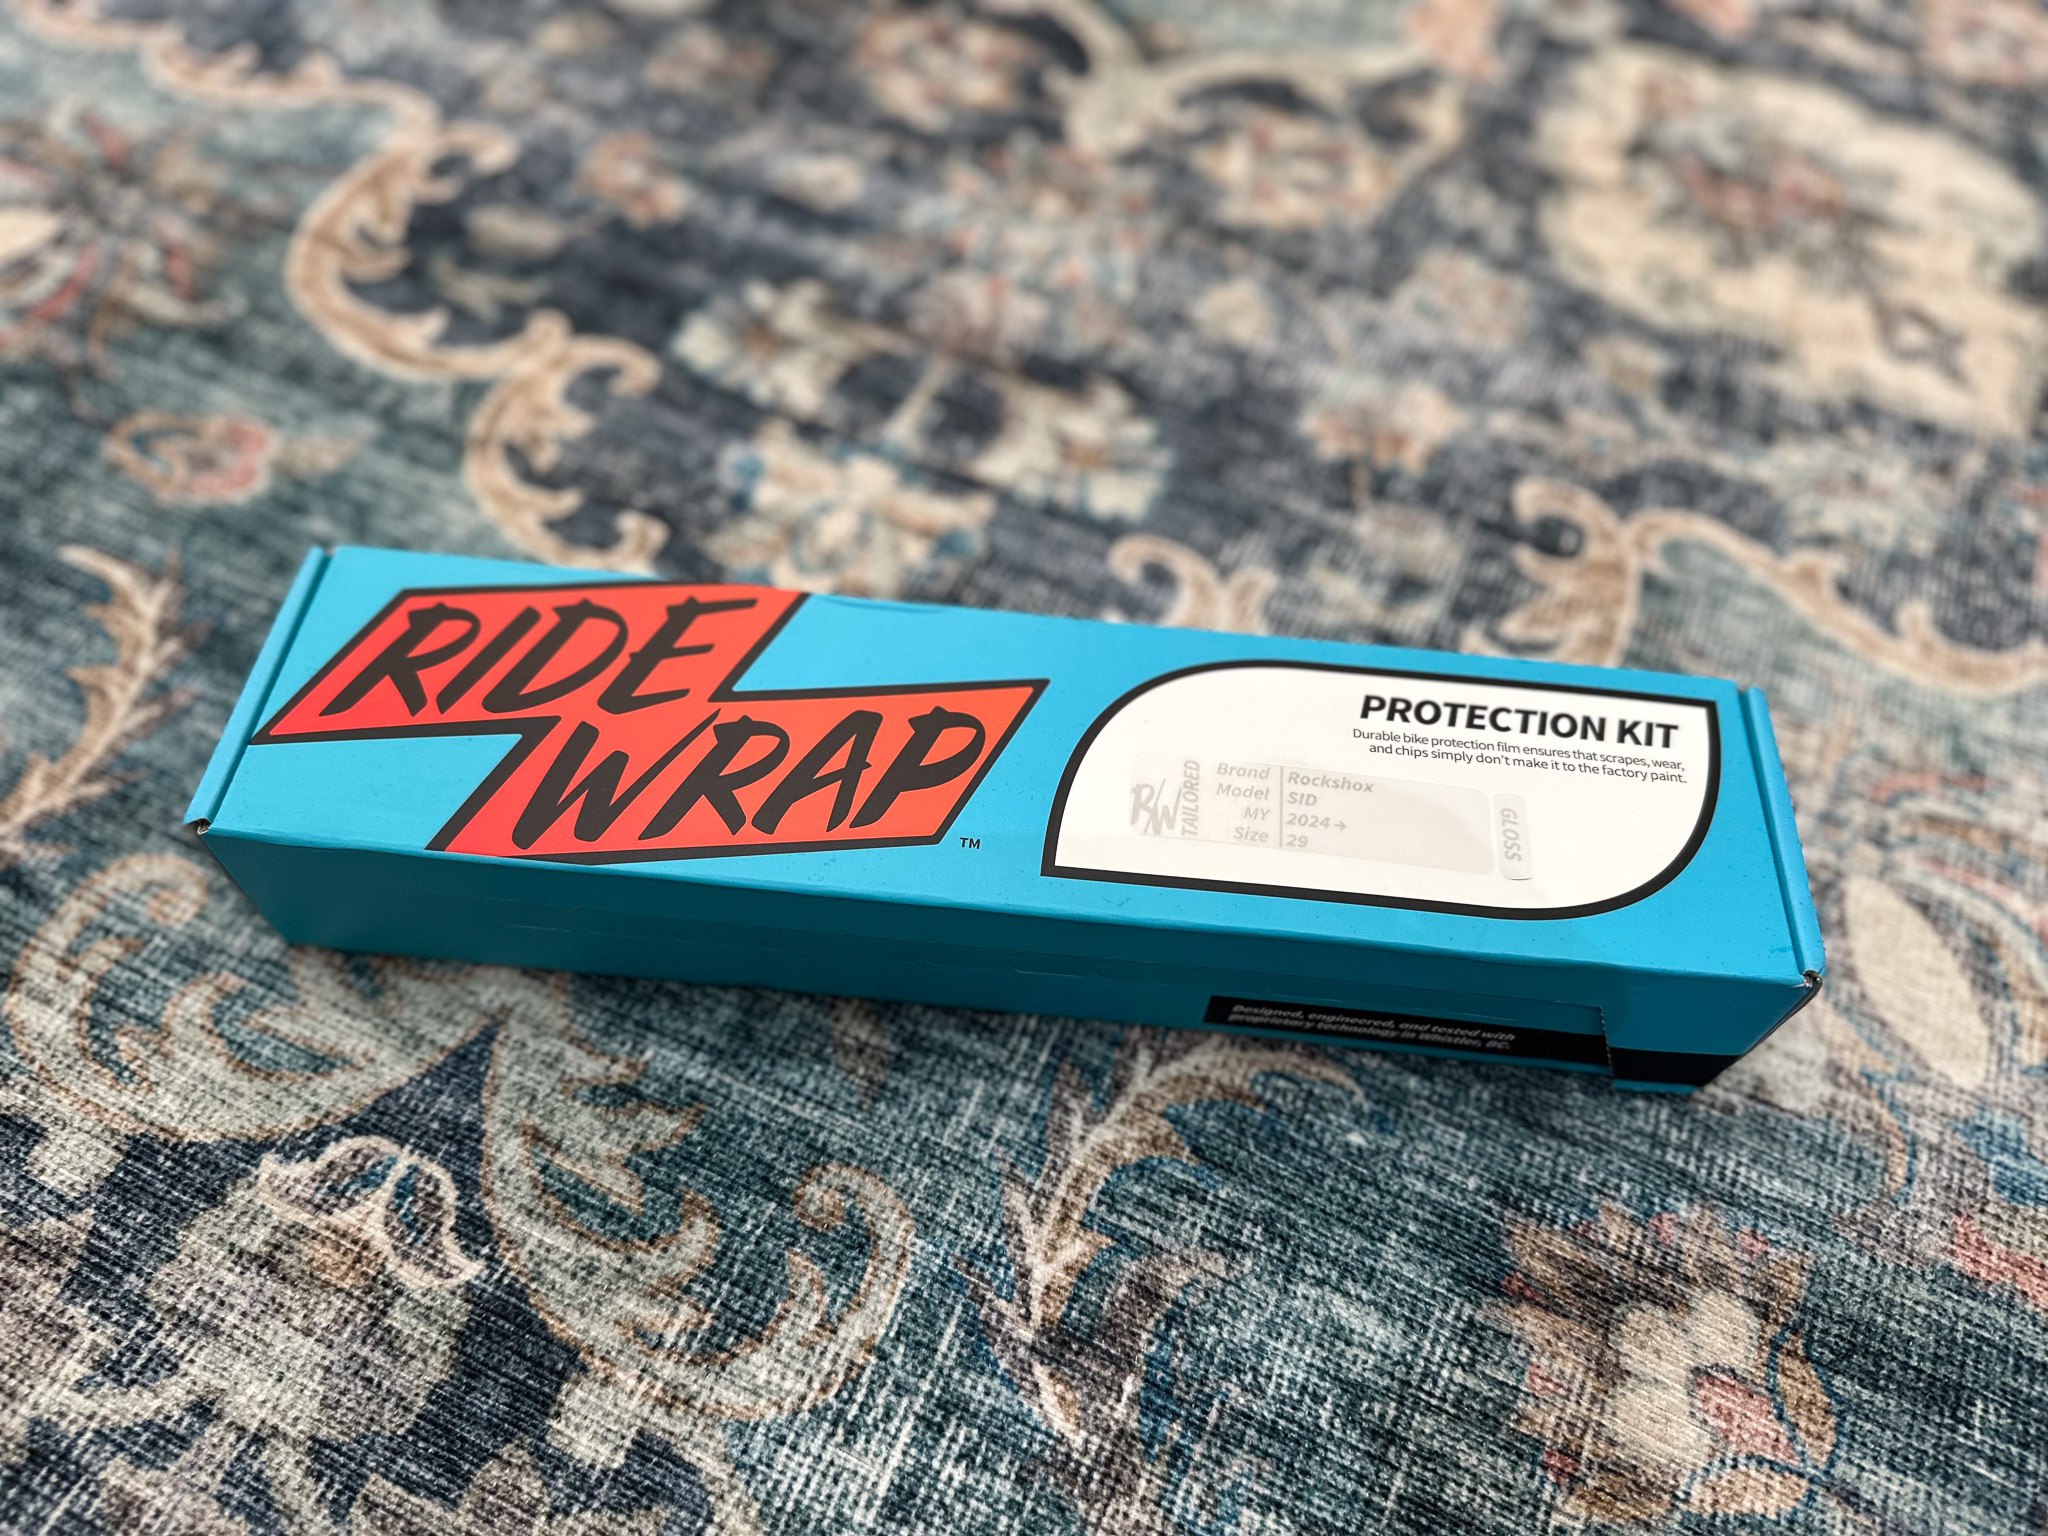 RIDE
WRAP
™
PROTECTION KIT
Durable bike protection film ensures that scrapes, wear,
and chips simply don't make it to the factory paint.
RW
TAILORED
Brand Rockshox
Model SID
MY 2024→
Size 29
GLOSS
Designed, engineered, and tested with
proprietary technology in Whistler, BC.